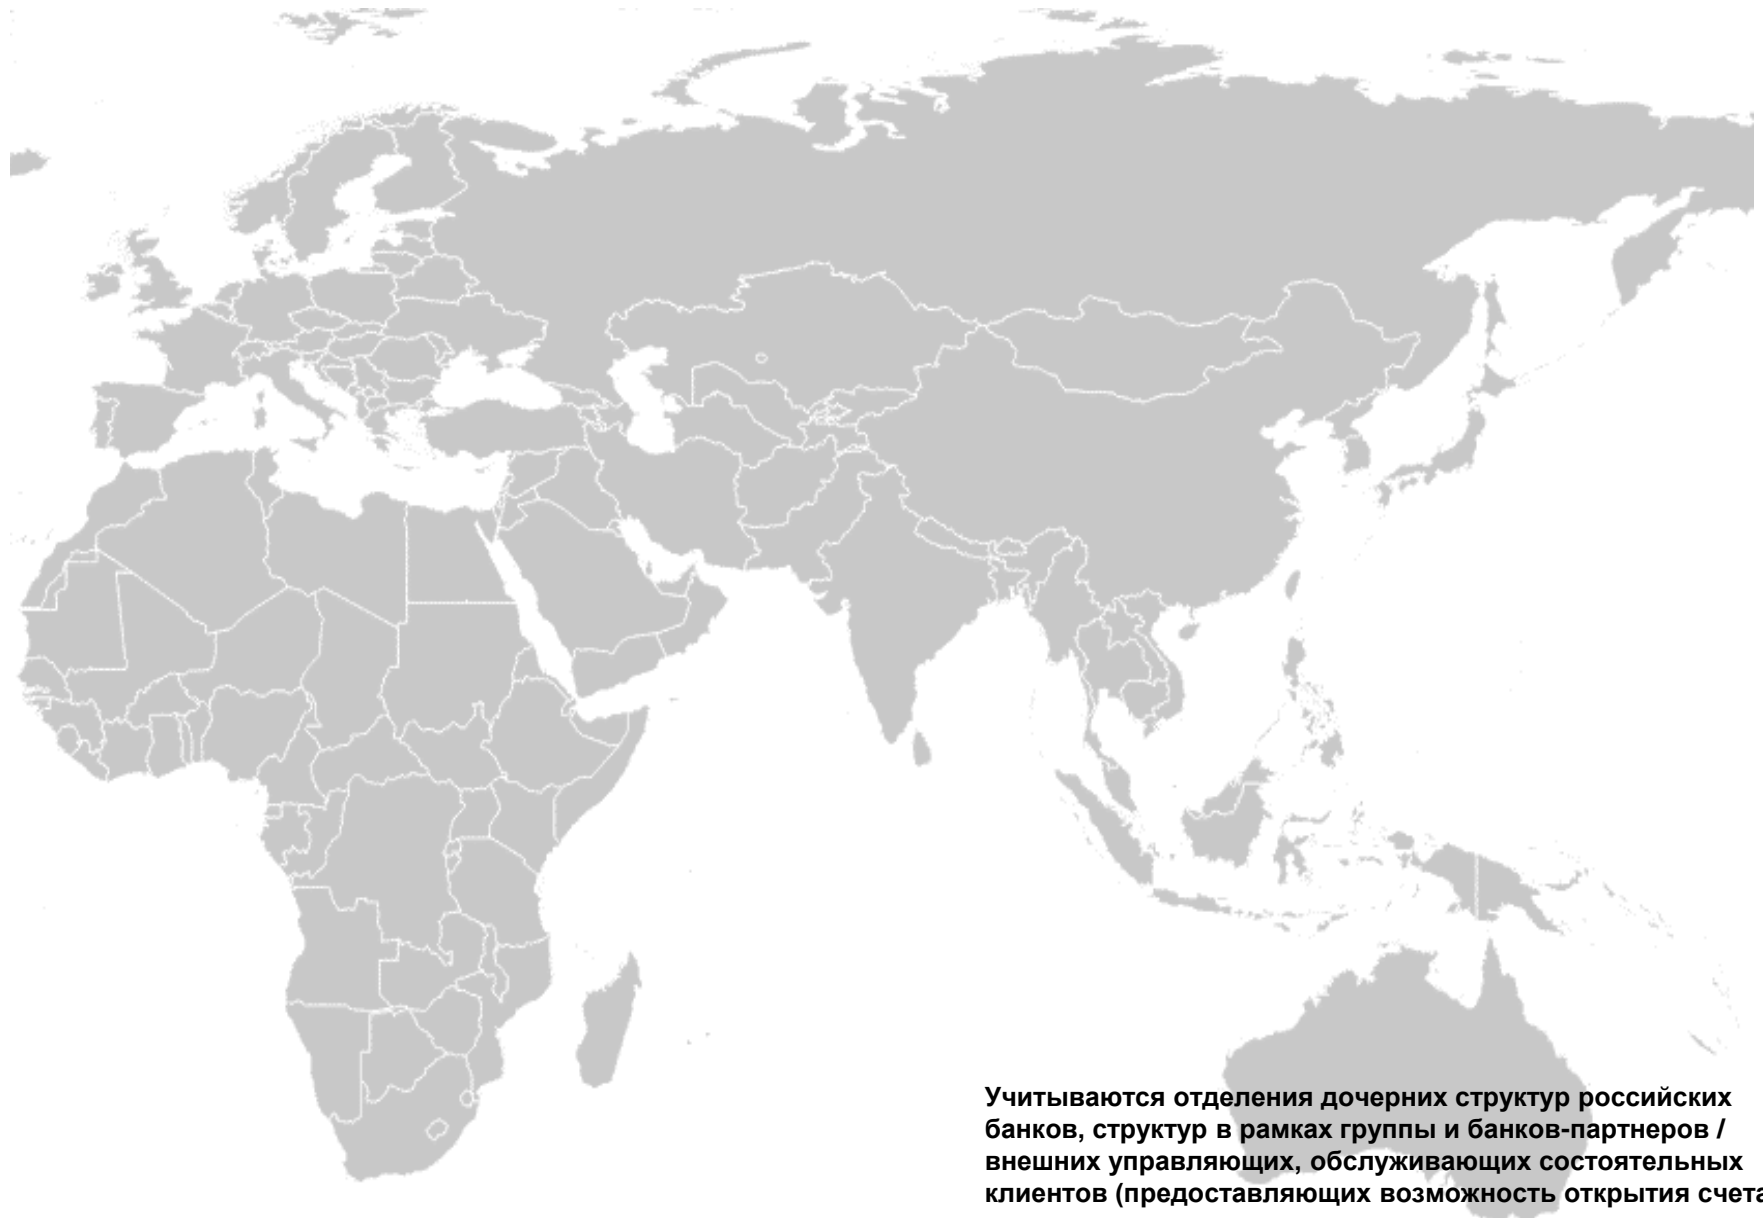 Учитываются отделения дочерних структур российских
банков, структур в рамках группы и банков-партнеров /
внешних управляющих, обслуживающих состоятельных
клиентов (предоставляющих возможность открытия счета